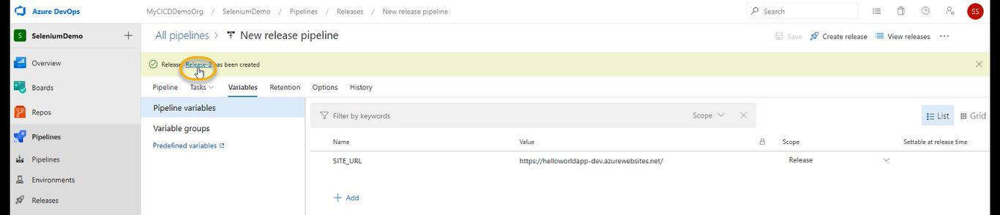 Azure DevOps
MyCICDDemoOrg / SeleniumDemo / Pipelines / Releases / New release pipeline
Search
SS
S SeleniumDemo
All pipelines > New release pipeline
Save Create release View releases ...
Overview
Boards
Repos
Pipelines
Pipelines
Environments
Releases
Release Release-2 has been created
Pipeline Tasks Variables Retention Options History
Pipeline variables
Variable groups
Predefined variables
Filter by keywords Scope
List Grid
Name Value Scope Settable at release time
SITE_URL https://helloworldapp-dev.azurewebsites.net/ Release
+ Add